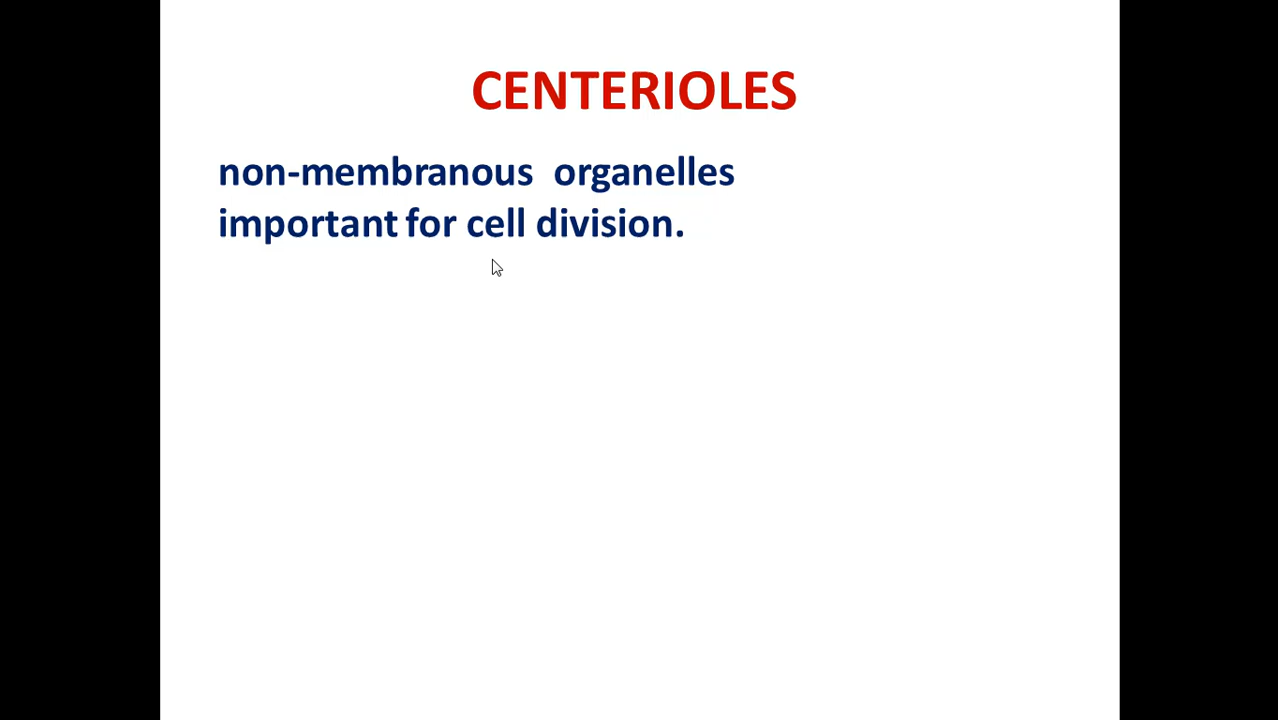 CENTERIOLES
non-membranous organelles
important for cell division.